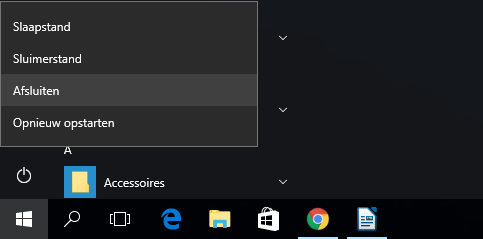 Slaapstand
Sluimerstand
Afsluiten
Opnieuw opstarten
A
Accessoires